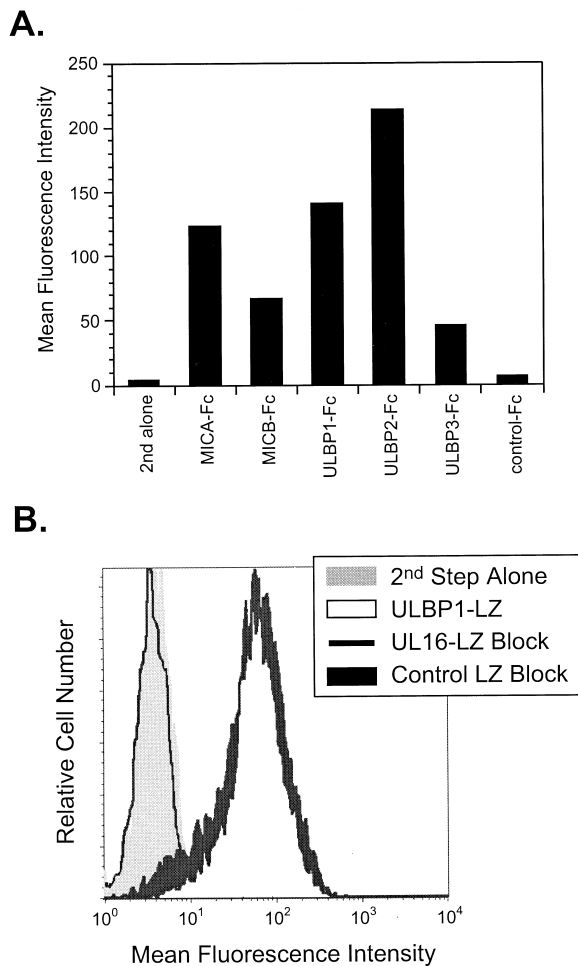 A.
Mean Fluorescence Intensity
250
200
150
100
50
0
2nd alone
MICA-Fc
MICB-Fc
ULBP1-Fc
ULBP2-Fc
ULBP3-Fc
control-Fc
B.
2nd Step Alone
ULBP1-LZ
UL16-LZ Block
Control LZ Block
Relative Cell Number
10^0
10^1
10^2
10^3
10^4
Mean Fluorescence Intensity